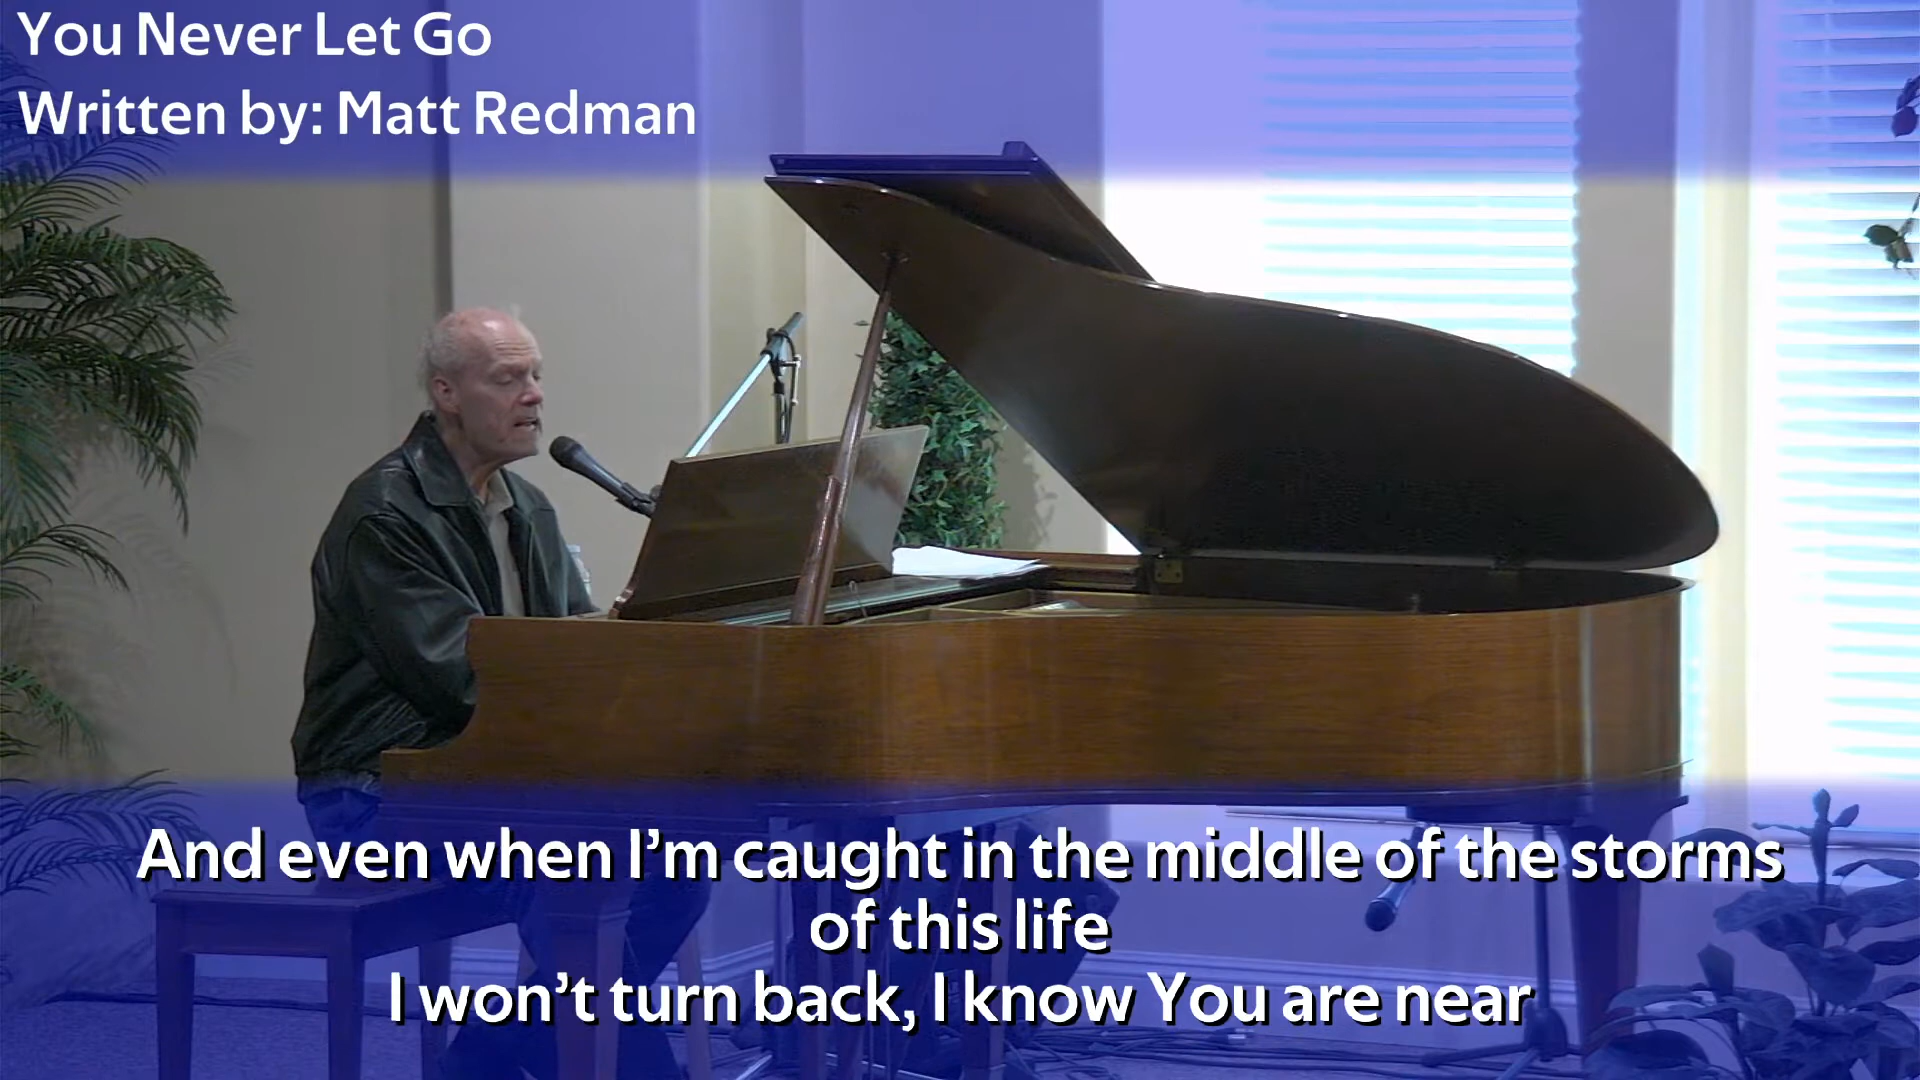 You Never Let Go
Written by: Matt Redman
And even when I’m caught in the middle of the storms
of this life
I won’t turn back, I know You are near